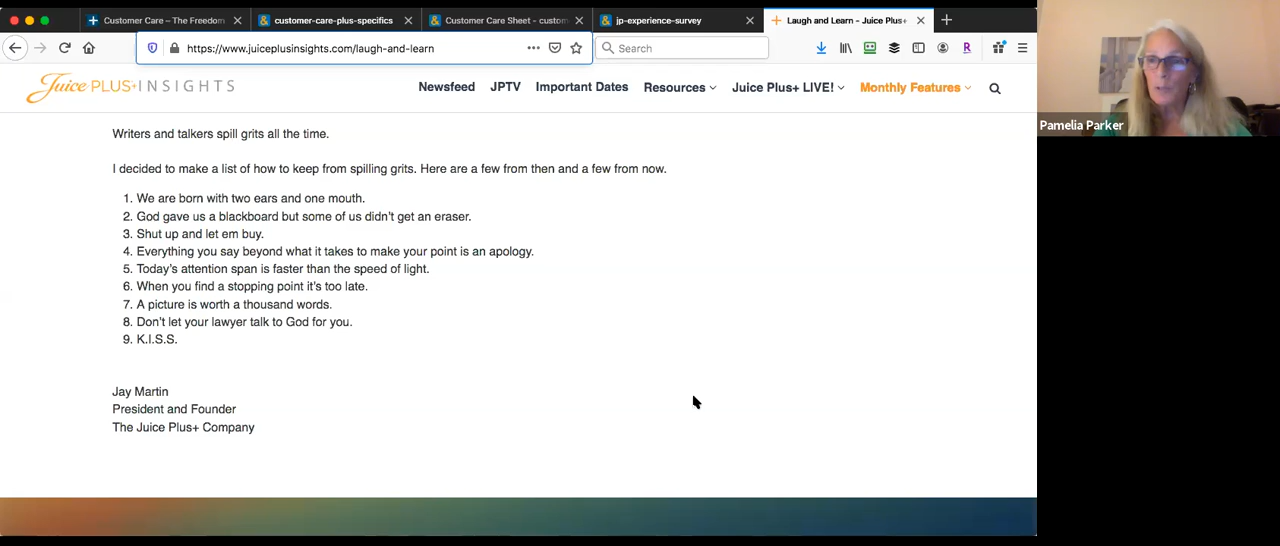 Customer Care – The Freedom
customer-care-plus-specifics
Customer Care Sheet - custom
jp-experience-survey
Laugh and Learn - Juice Plus+
https://www.juiceplusinsights.com/laugh-and-learn
Search
R
Juice PLUS+ INSIGHTS
Newsfeed
JPTV
Important Dates
Resources
Juice Plus+ LIVE!
Monthly Features
Pamelia Parker
Writers and talkers spill grits all the time.
I decided to make a list of how to keep from spilling grits. Here are a few from then and a few from now.
1. We are born with two ears and one mouth.
2. God gave us a blackboard but some of us didn't get an eraser.
3. Shut up and let em buy.
4. Everything you say beyond what it takes to make your point is an apology.
5. Today's attention span is faster than the speed of light.
6. When you find a stopping point it's too late.
7. A picture is worth a thousand words.
8. Don't let your lawyer talk to God for you.
9. K.I.S.S.
Jay Martin
President and Founder
The Juice Plus+ Company